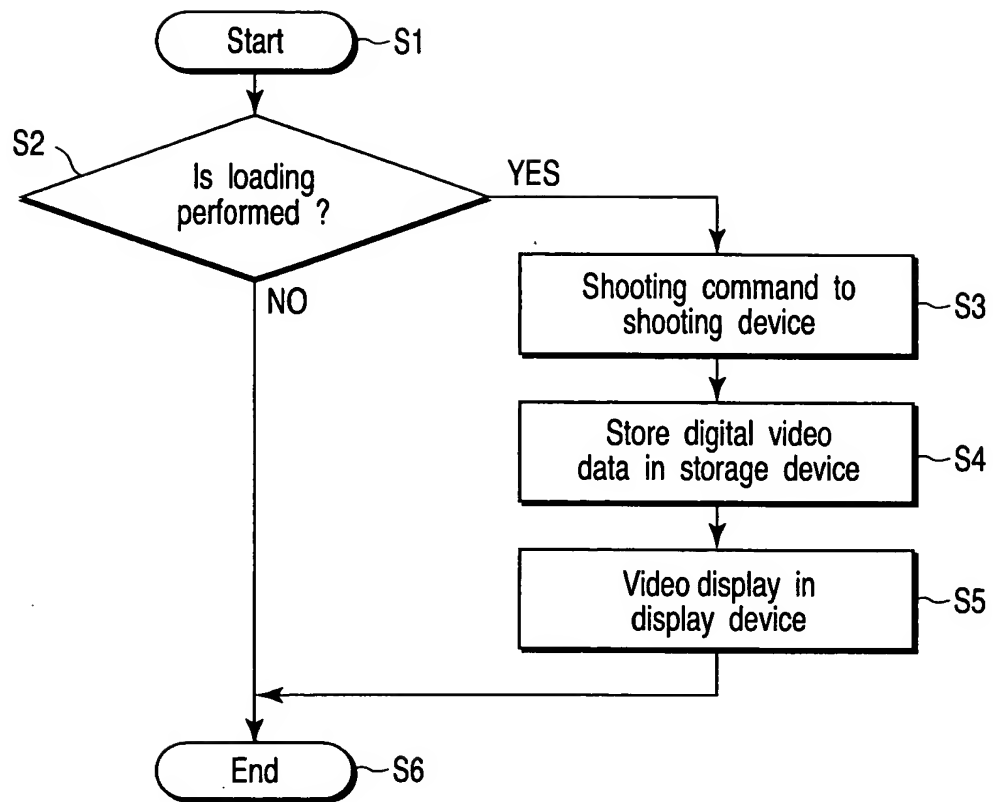 Start
S1
S2
Is loading
performed ?
YES
NO
Shooting command to
shooting device
S3
Store digital video
data in storage device
S4
Video display in
display device
S5
End
S6